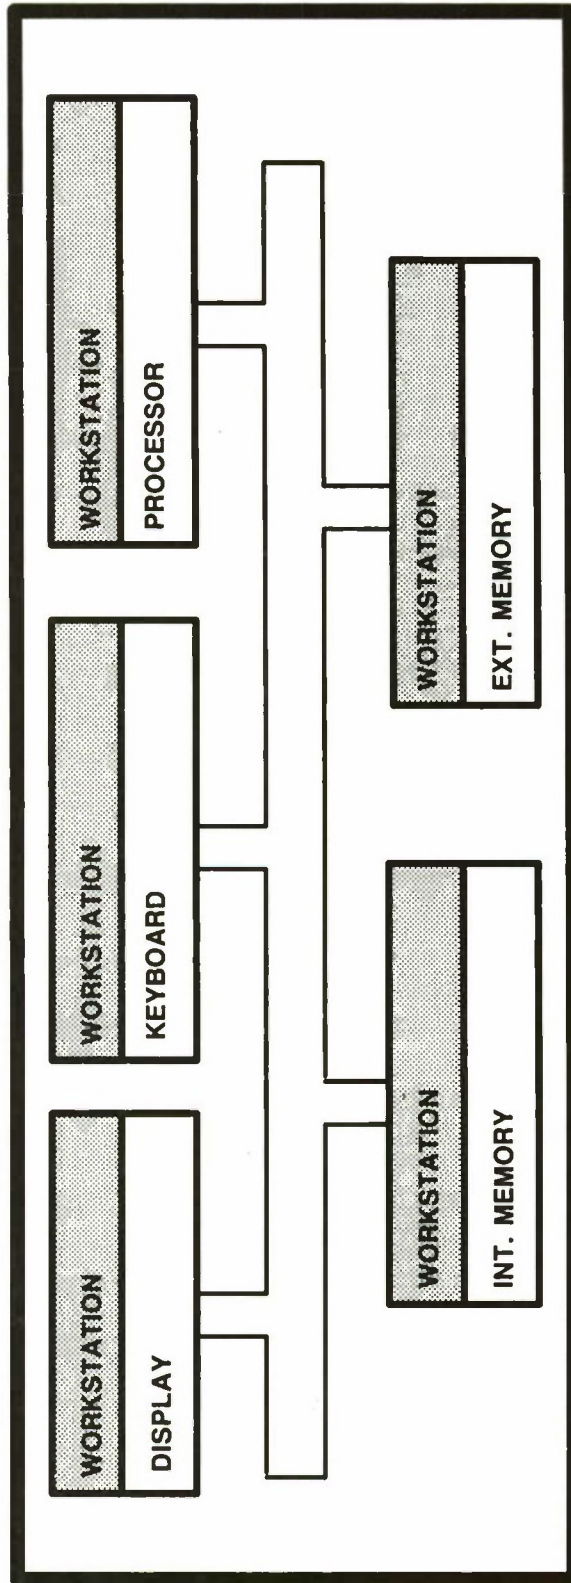 WORKSTATION
DISPLAY
WORKSTATION
KEYBOARD
WORKSTATION
PROCESSOR
WORKSTATION
INT. MEMORY
WORKSTATION
EXT. MEMORY